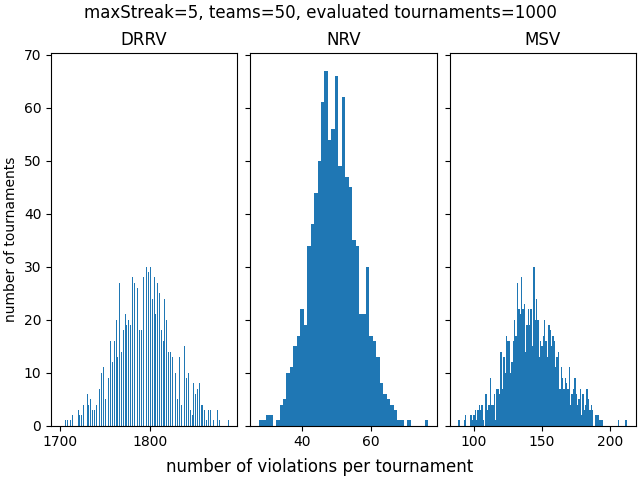 maxStreak=5, teams=50, evaluated tournaments=1000
DRRV NRV MSV
number of tournaments
70
60
50
40
30
20
10
0
1700 1800 40 60 100 150 200
number of violations per tournament